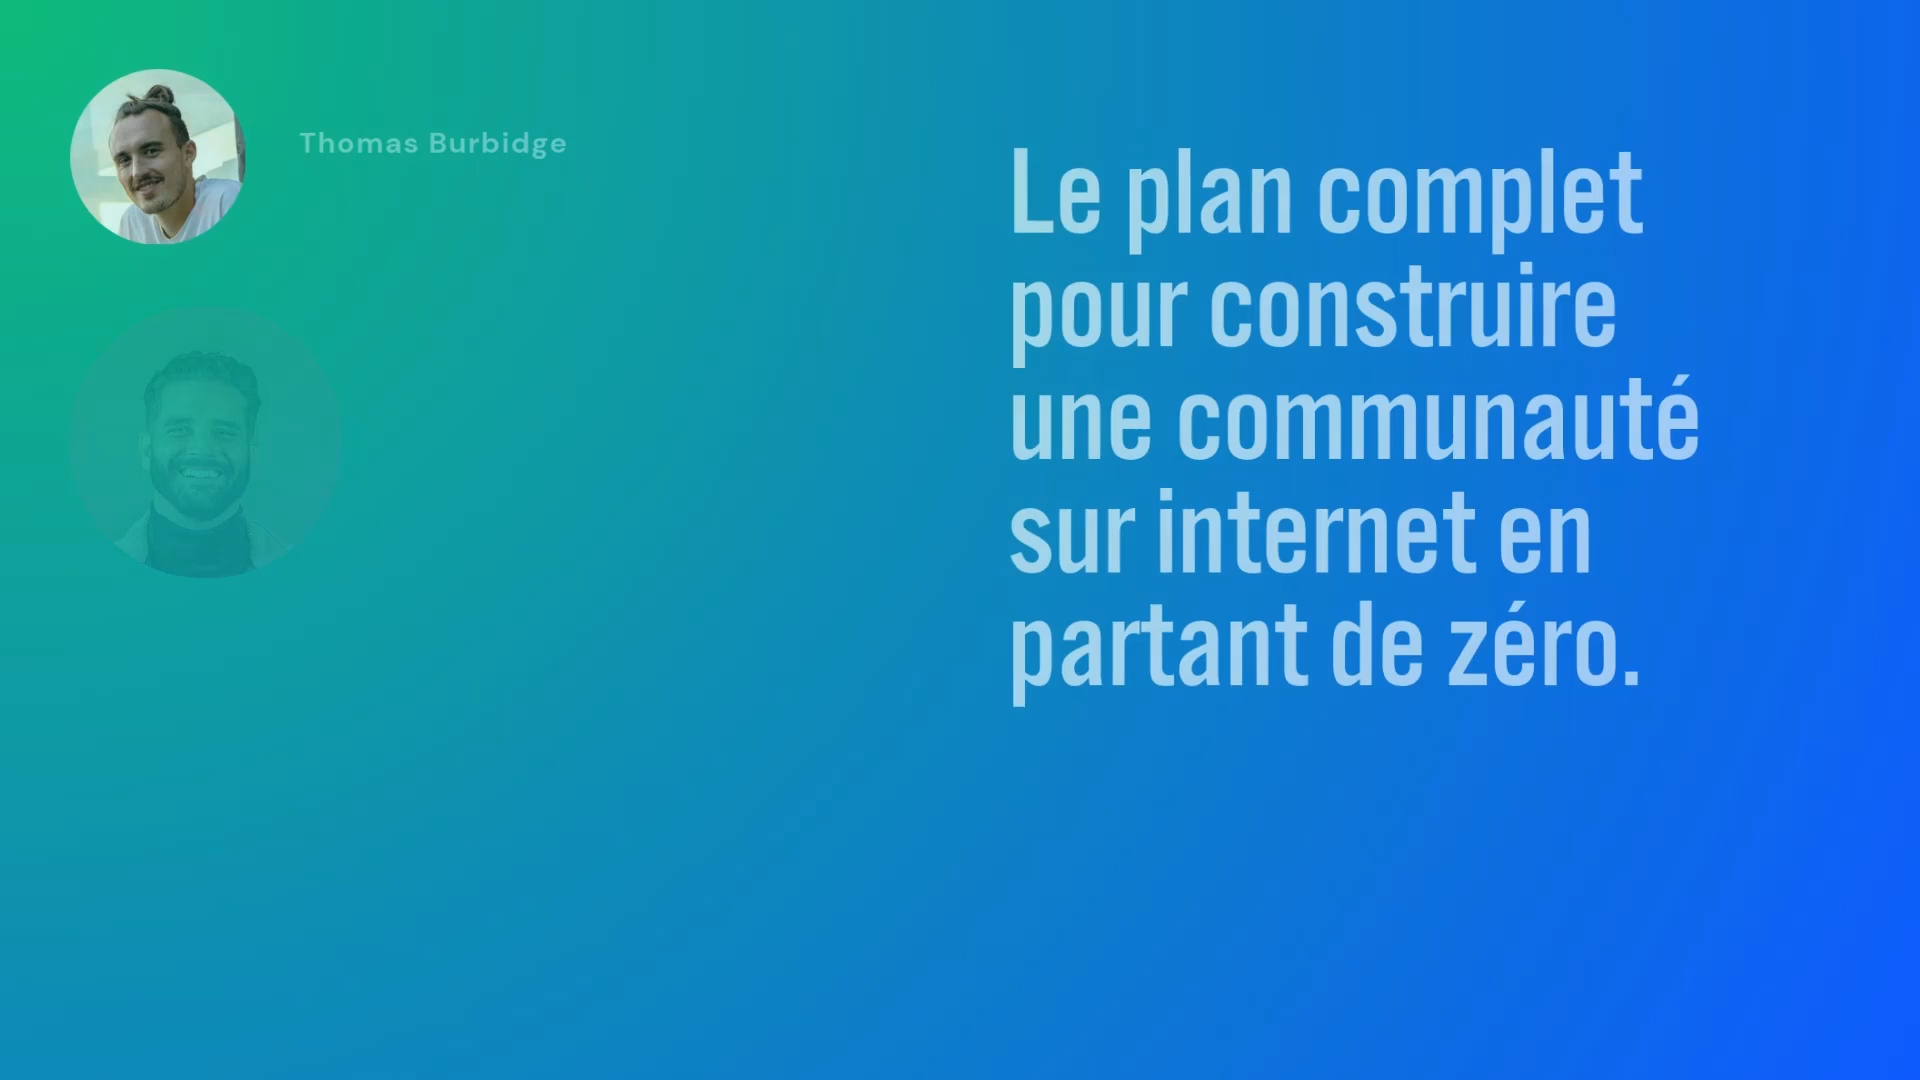 Thomas Burbidge
Le plan complet
pour construire
une communauté
sur internet en
partant de zéro.